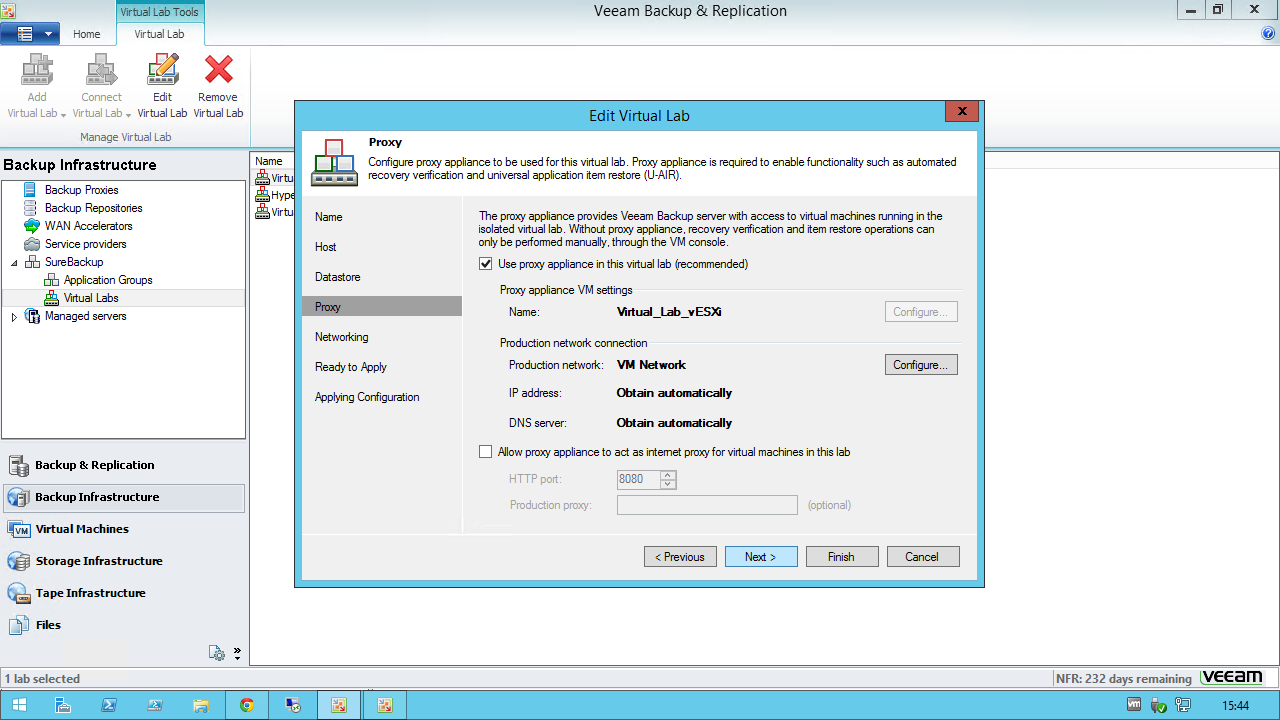 Virtual Lab Tools
Veeam Backup & Replication
Home
Virtual Lab
Add
Virtual Lab
Connect
Virtual Lab
Edit
Virtual Lab
Remove
Virtual Lab
Manage Virtual Lab
Backup Infrastructure
Backup Proxies
Backup Repositories
WAN Accelerators
Service providers
SureBackup
Application Groups
Virtual Labs
Managed servers
Backup & Replication
Backup Infrastructure
VM
Virtual Machines
Storage Infrastructure
Tape Infrastructure
Files
Name
Virtu
Hype
Virtu
Edit Virtual Lab
Proxy
Configure proxy appliance to be used for this virtual lab. Proxy appliance is required to enable functionality such as automated
recovery verification and universal application item restore (U-AIR).
Name
Host
Datastore
Proxy
Networking
Ready to Apply
Applying Configuration
The proxy appliance provides Veeam Backup server with access to virtual machines running in the
isolated virtual lab. Without proxy appliance, recovery verification and item restore operations can
only be performed manually, through the VM console.
Use proxy appliance in this virtual lab (recommended)
Proxy appliance VM settings
Name: Virtual_Lab_vESXi Configure...
Production network connection
Production network: VM Network Configure...
IP address: Obtain automatically
DNS server: Obtain automatically
Allow proxy appliance to act as internet proxy for virtual machines in this lab
HTTP port: 8080
Production proxy: (optional)
< Previous Next > Finish Cancel
1 lab selected
NFR: 232 days remaining veeam
vm
15:44